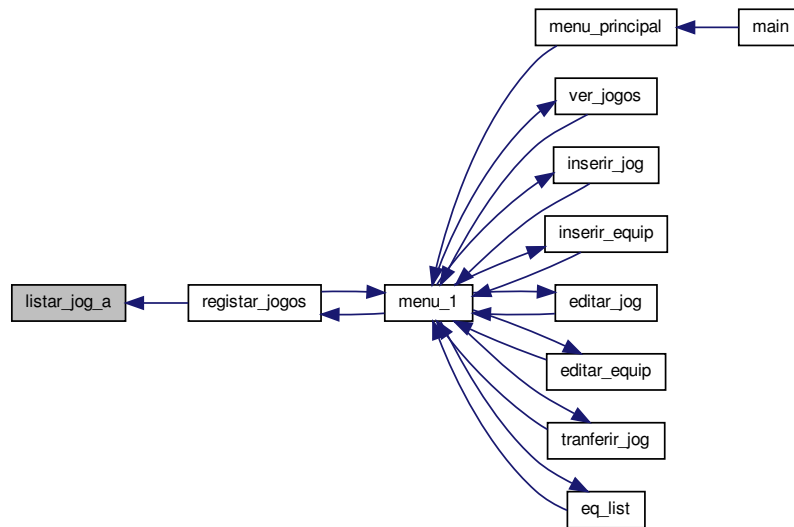 menu_principal
main
ver_jogos
inserir_jog
inserir_equip
listar_jog_a
registar_jogos
menu_1
editar_jog
editar_equip
tranferir_jog
eq_list